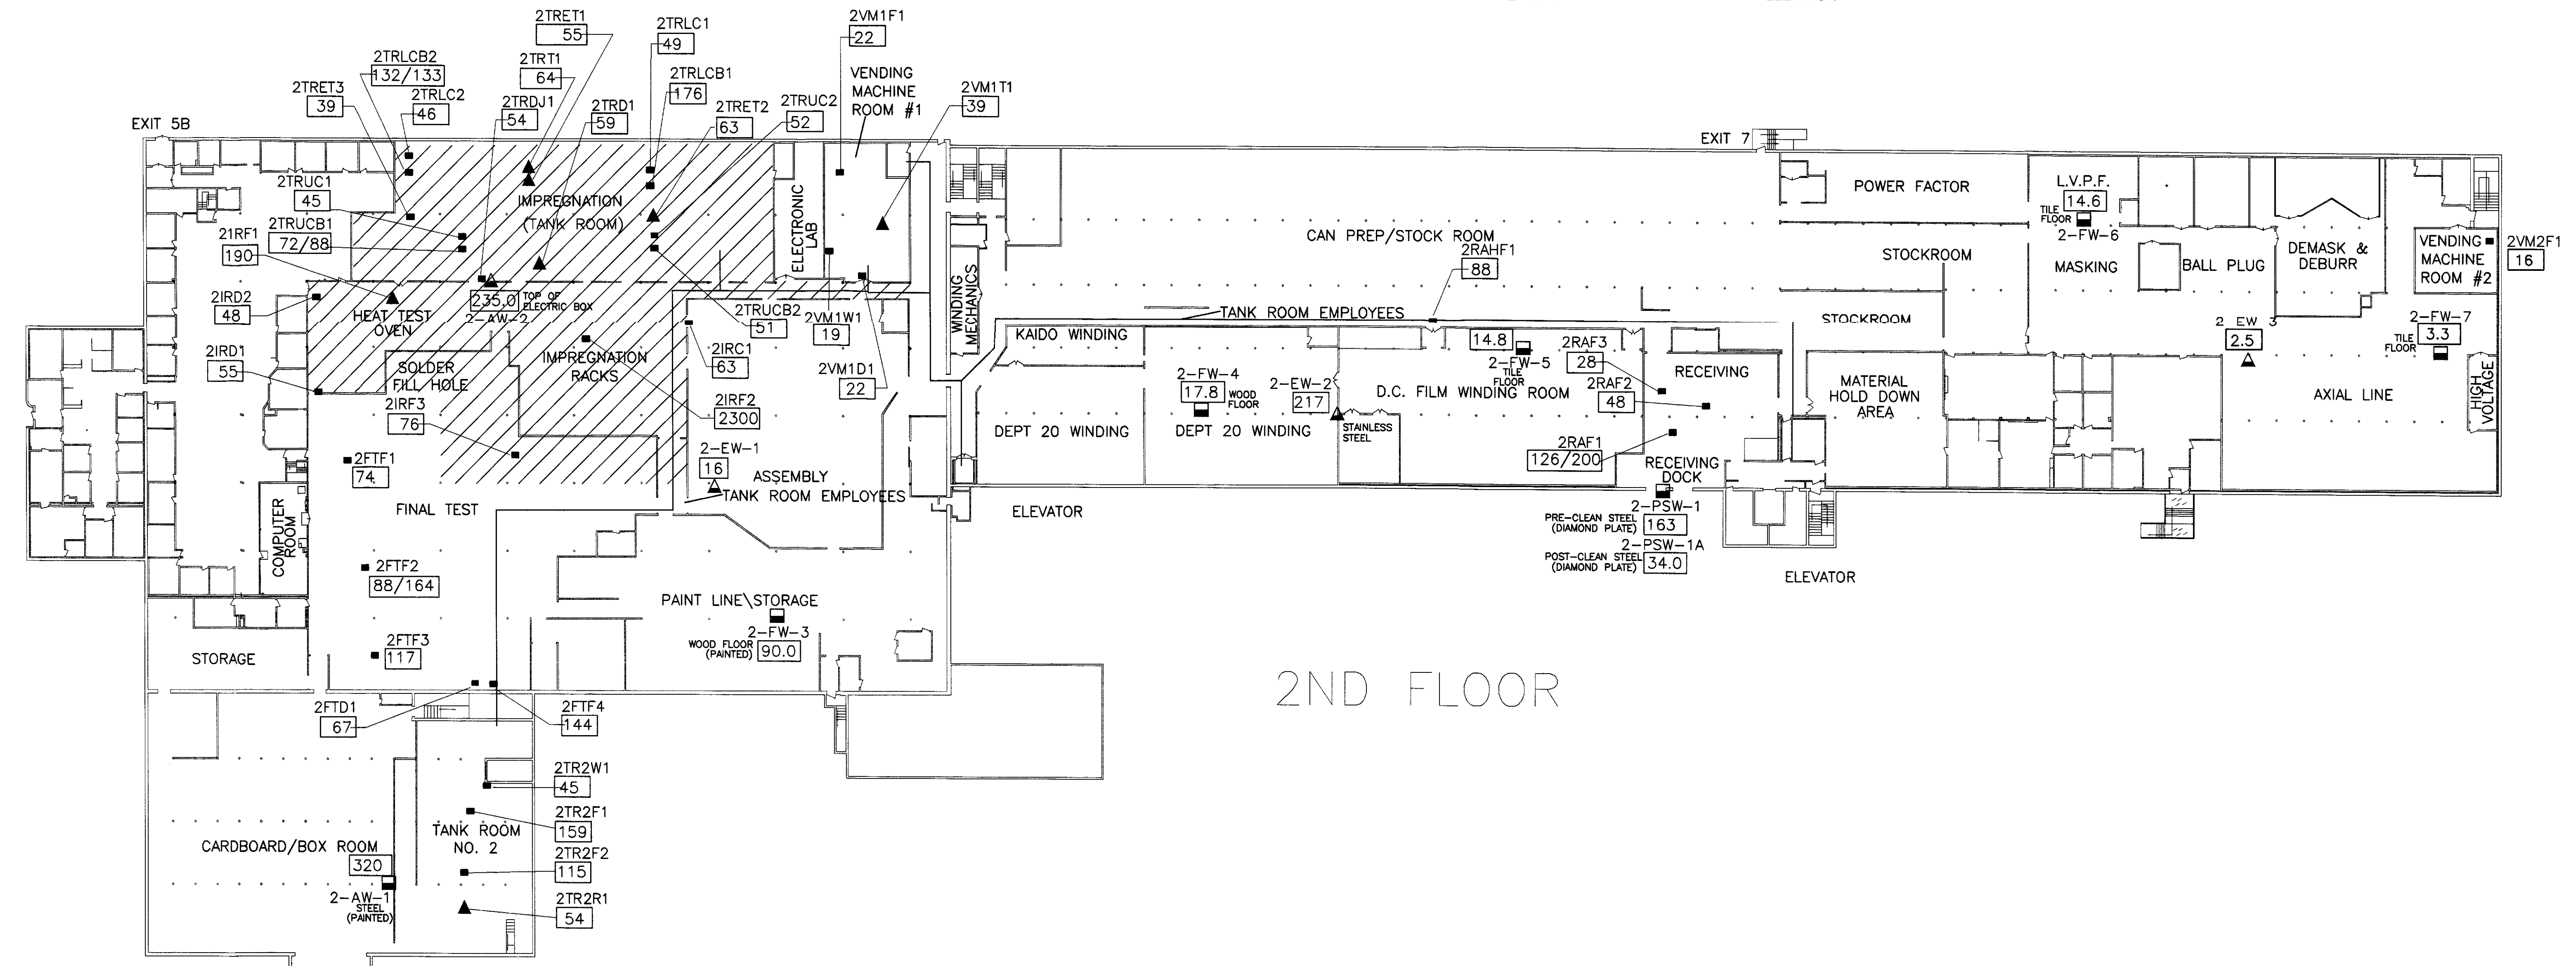 2TRET1
55
2TRLC1
49
2VM1F1
22
2TRLCB2
132/133
2TRT1
64
2TRLCB1
176
VENDING
MACHINE
ROOM #1
2TRET3
39
2TRLC2
46
2TRDJ1
54
2TRD1
59
2TRET2
63
2TRUC2
52
2VM1T1
39
EXIT 5B
EXIT 7
2TRUC1
45
2TRUCB1
72/88
21RF1
190
2IRD2
48
2IRD1
55
IMPREGNATION
(TANK ROOM)
ELECTRONIC
LAB
235.0
TOP OF
ELECTRIC BOX
2-AW-2
HEAT TEST
OVEN
SOLDER
FILL HOLE
IMPREGNATION
RACKS
2TRUCB2
51
2VM1W1
19
2IRC1
63
2VM1D1
22
2IRF3
76
2IRF2
2300
2-EW-1
16
ASSEMBLY
TANK ROOM EMPLOYEES
WINDING
MECHANICS
CAN PREP/STOCK ROOM
2RAHF1
88
TANK ROOM EMPLOYEES
KAIDO WINDING
DEPT 20 WINDING
2-FW-4
17.8
WOOD
FLOOR
DEPT 20 WINDING
2-EW-2
217
STAINLESS
STEEL
14.8
2-FW-5
TILE
FLOOR
D.C. FILM WINDING ROOM
2RAF3
28
2RAF2
48
2RAF1
126/200
RECEIVING
RECEIVING
DOCK
2-PSW-1
PRE-CLEAN STEEL
(DIAMOND PLATE)
163
2-PSW-1A
POST-CLEAN STEEL
(DIAMOND PLATE)
34.0
POWER FACTOR
STOCKROOM
STOCKROOM
MATERIAL
HOLD DOWN
AREA
L.V.P.F.
14.6
TILE
FLOOR
2-FW-6
MASKING
BALL PLUG
DEMASK &
DEBURR
VENDING
MACHINE
ROOM #2
2VM2F1
16
2 EW 3
2.5
2-FW-7
3.3
TILE
FLOOR
AXIAL LINE
HIGH
VOLTAGE
ELEVATOR
ELEVATOR
2FTF1
74
FINAL TEST
COMPUTER
ROOM
2FTF2
88/164
2FTF3
117
STORAGE
PAINT LINE\STORAGE
2-FW-3
WOOD FLOOR
(PAINTED)
90.0
2FTD1
67
2FTF4
144
2ND FLOOR
2TR2W1
45
2TR2F1
159
TANK ROOM
NO. 2
2TR2F2
115
2TR2R1
54
CARDBOARD/BOX ROOM
320
2-AW-1
STEEL
(PAINTED)